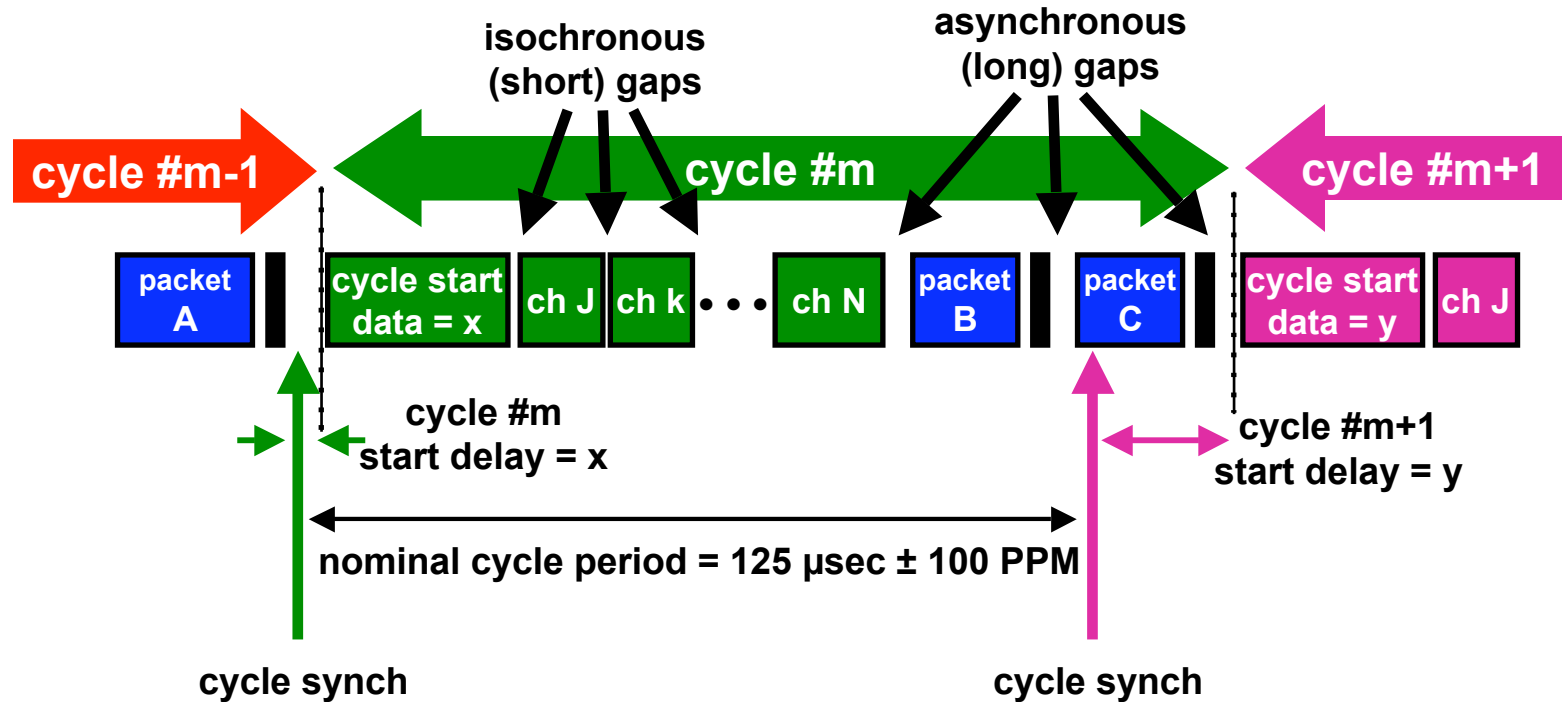 isochronous
(short) gaps
asynchronous
(long) gaps
cycle #m-1
cycle #m
cycle #m+1
packet
A
cycle start
data = x
ch J
ch k
• • •
ch N
packet
B
packet
C
cycle start
data = y
ch J
cycle #m
start delay = x
cycle #m+1
start delay = y
nominal cycle period = 125 µsec ± 100 PPM
cycle synch
cycle synch